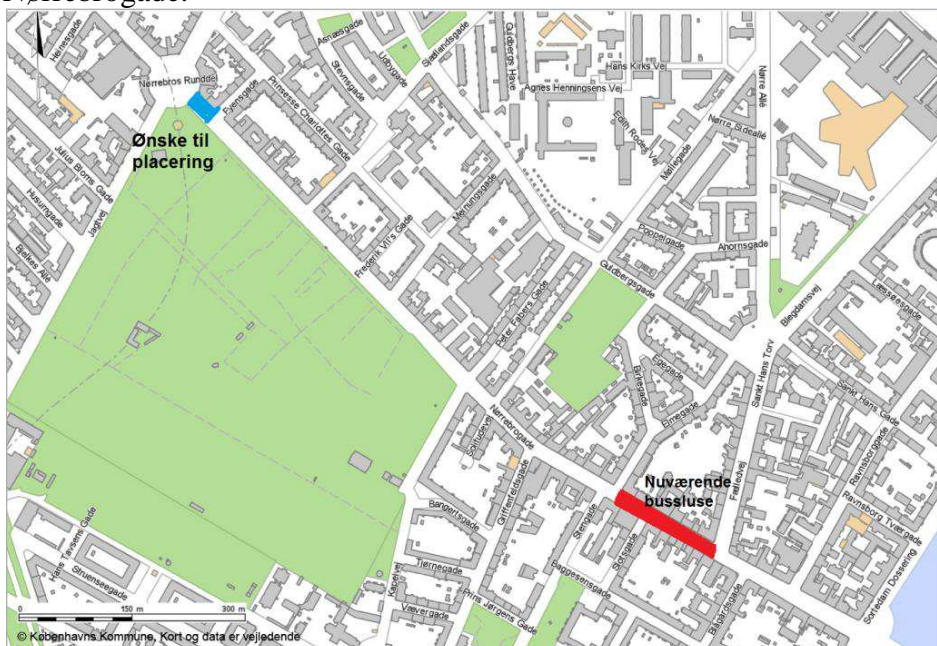 Nørrebrogade.
Heinesgade
Asnæsgade
Sjællandsgade
Guldbergs Have
Hans Kirks Vej
Nørre Allé
Udbygade
Stevnsgade
Nørrebros Runddel
Agnes Henningsens Vej
Fyensgade
Prinsesse Charlottes Gade
Edith Rodes Vej
Nørre Sideallé
Ønske til
placering
Møllegade
Julius Bloms Gade
Husumgade
Jagtvej
Bjelkes Allé
Meinungsgade
Frederik VII's Gade
Poppelgade
Ahornsgade
Guldbergsgade
Læssøesgade
Blegdamsvej
Peter Fabers Gade
Sankt Hans Torv
Egegade
Birkegade
Sankt Hans Gade
Elmegade
Nørrebrogade
Solitudevej
Ravnsborggade
Griffenfeldsgade
Nuværende
bussluse
Fælledvej
Ravnsborg Tværgade
Bangertsgade
Stengade
Slotsgade
Hans Tavsens Gade
Struenseegade
Tjørnegade
Baggesensgade
Kapelvej
Prins Jørgens Gade
Vævergade
Blågårdsgade
Sortedam Dossering
0 150 m 300 m
© Københavns Kommune, Kort og data er vejledende